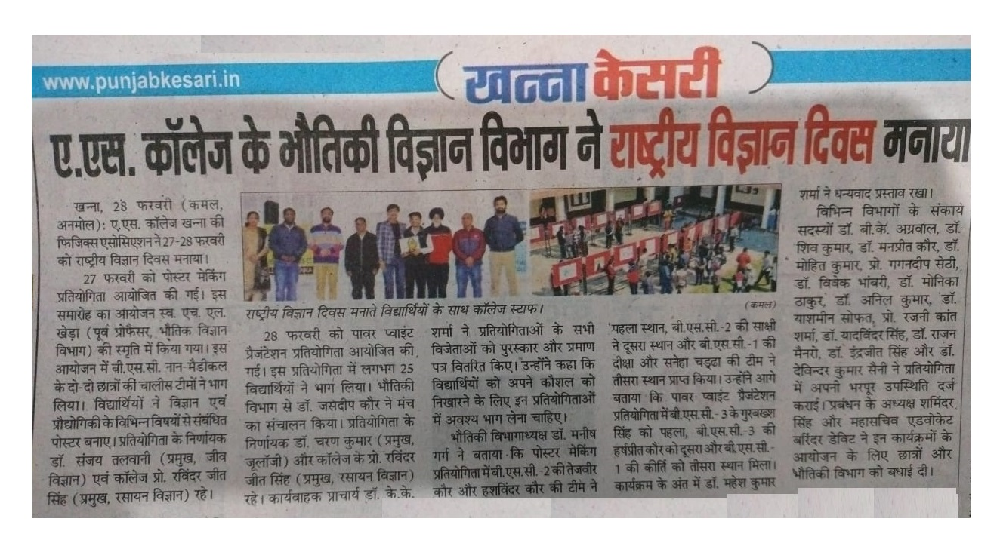 www.punjabkesari.in
खन्ना केसरी
ए.एस. कॉलेज के भौतिकी विज्ञान विभाग ने राष्ट्रीय विज्ञान दिवस मनाया
खन्ना, 28 फरवरी (कमल,
अनमोल): ए.एस. कॉलेज खन्ना की
फिजिक्स एसोसिएशन ने 27-28 फरवरी
को राष्ट्रीय विज्ञान दिवस मनाया।
27 फरवरी को पोस्टर मेकिंग
प्रतियोगिता आयोजित की गई। इस
समारोह का आयोजन स्व. एच. एल.
खेड़ा (पूर्व प्रोफैसर, भौतिक विज्ञान
विभाग) की स्मृति में किया गया। इस
आयोजन में बी.एस.सी. नान-मैडीकल
के दो-दो छात्रों की चालीस टीमों ने भाग
लिया। विद्यार्थियों ने विज्ञान एवं
प्रौद्योगिकी के विभिन्न विषयों से संबंधित
पोस्टर बनाए। प्रतियोगिता के निर्णायक
डॉ. संजय तलवानी (प्रमुख, जीव
विज्ञान) एवं कॉलेज प्रो. रविंदर जीत
सिंह (प्रमुख, रसायन विज्ञान) रहे।
राष्ट्रीय विज्ञान दिवस मनाते विद्यार्थियों के साथ कॉलेज स्टाफ। (कमल)
28 फरवरी को पावर प्वाइंट
प्रैजंटेशन प्रतियोगिता आयोजित की
गई। इस प्रतियोगिता में लगभग 25
विद्यार्थियों ने भाग लिया। भौतिकी
विभाग से डॉ. जसदीप कौर ने मंच
का संचालन किया। प्रतियोगिता के
निर्णायक डॉ. चरण कुमार (प्रमुख,
जूलॉजी) और कॉलेज के प्रो. रविंदर
जीत सिंह (प्रमुख, रसायन विज्ञान)
रहे। कार्यवाहक प्राचार्य डॉ. के.के.
शर्मा ने प्रतियोगिताओं के सभी
विजेताओं को पुरस्कार और प्रमाण
पत्र वितरित किए। उन्होंने कहा कि
विद्यार्थियों को अपने कौशल को
निखारने के लिए इन प्रतियोगिताओं
में अवश्य भाग लेना चाहिए।
भौतिकी विभागाध्यक्ष डॉ. मनीष
गर्ग ने बताया कि पोस्टर मेकिंग
प्रतियोगिता में बी.एस.सी.-2 की तेजवीर
कौर और हशविंदर कौर की टीम ने
पहला स्थान, बी.एस.सी.-2 की साक्षी
ने दूसरा स्थान और बी.एस.सी.-1 की
दीक्षा और सनेहा चड्ढा की टीम ने
तीसरा स्थान प्राप्त किया। उन्होंने आगे
बताया कि पावर प्वाइंट प्रैजंटेशन
प्रतियोगिता में बी.एस.सी.-3 के गुरबख्श
सिंह को पहला, बी.एस.सी.-3 की
हर्षप्रीत कौर को दूसरा और बी.एस.सी.-
1 की कीर्ति को तीसरा स्थान मिला।
कार्यक्रम के अंत में डॉ. महेश कुमार
शर्मा ने धन्यवाद प्रस्ताव रखा।
विभिन्न विभागों के संकाय
सदस्यों डॉ. बी.के. अग्रवाल, डॉ.
शिव कुमार, डॉ. मनप्रीत कौर, डॉ.
मोहित कुमार, प्रो. गगनदीप सेठी,
डॉ. विवेक भांबरी, डॉ. मोनिका
ठाकुर, डॉ. अनिल कुमार, डॉ.
याशमीन सोफत, प्रो. रजनी कांत
शर्मा, डॉ. यादविंदर सिंह, डॉ. राजन
मैनरो, डॉ. इंद्रजीत सिंह और डॉ.
देविन्दर कुमार सैनी ने प्रतियोगिता
में अपनी भरपूर उपस्थिति दर्ज
कराई। प्रबंधन के अध्यक्ष शमिंदर
सिंह और महासचिव एडवोकेट
बरिंदर डेविट ने इन कार्यक्रमों के
आयोजन के लिए छात्रों और
भौतिकी विभाग को बधाई दी।